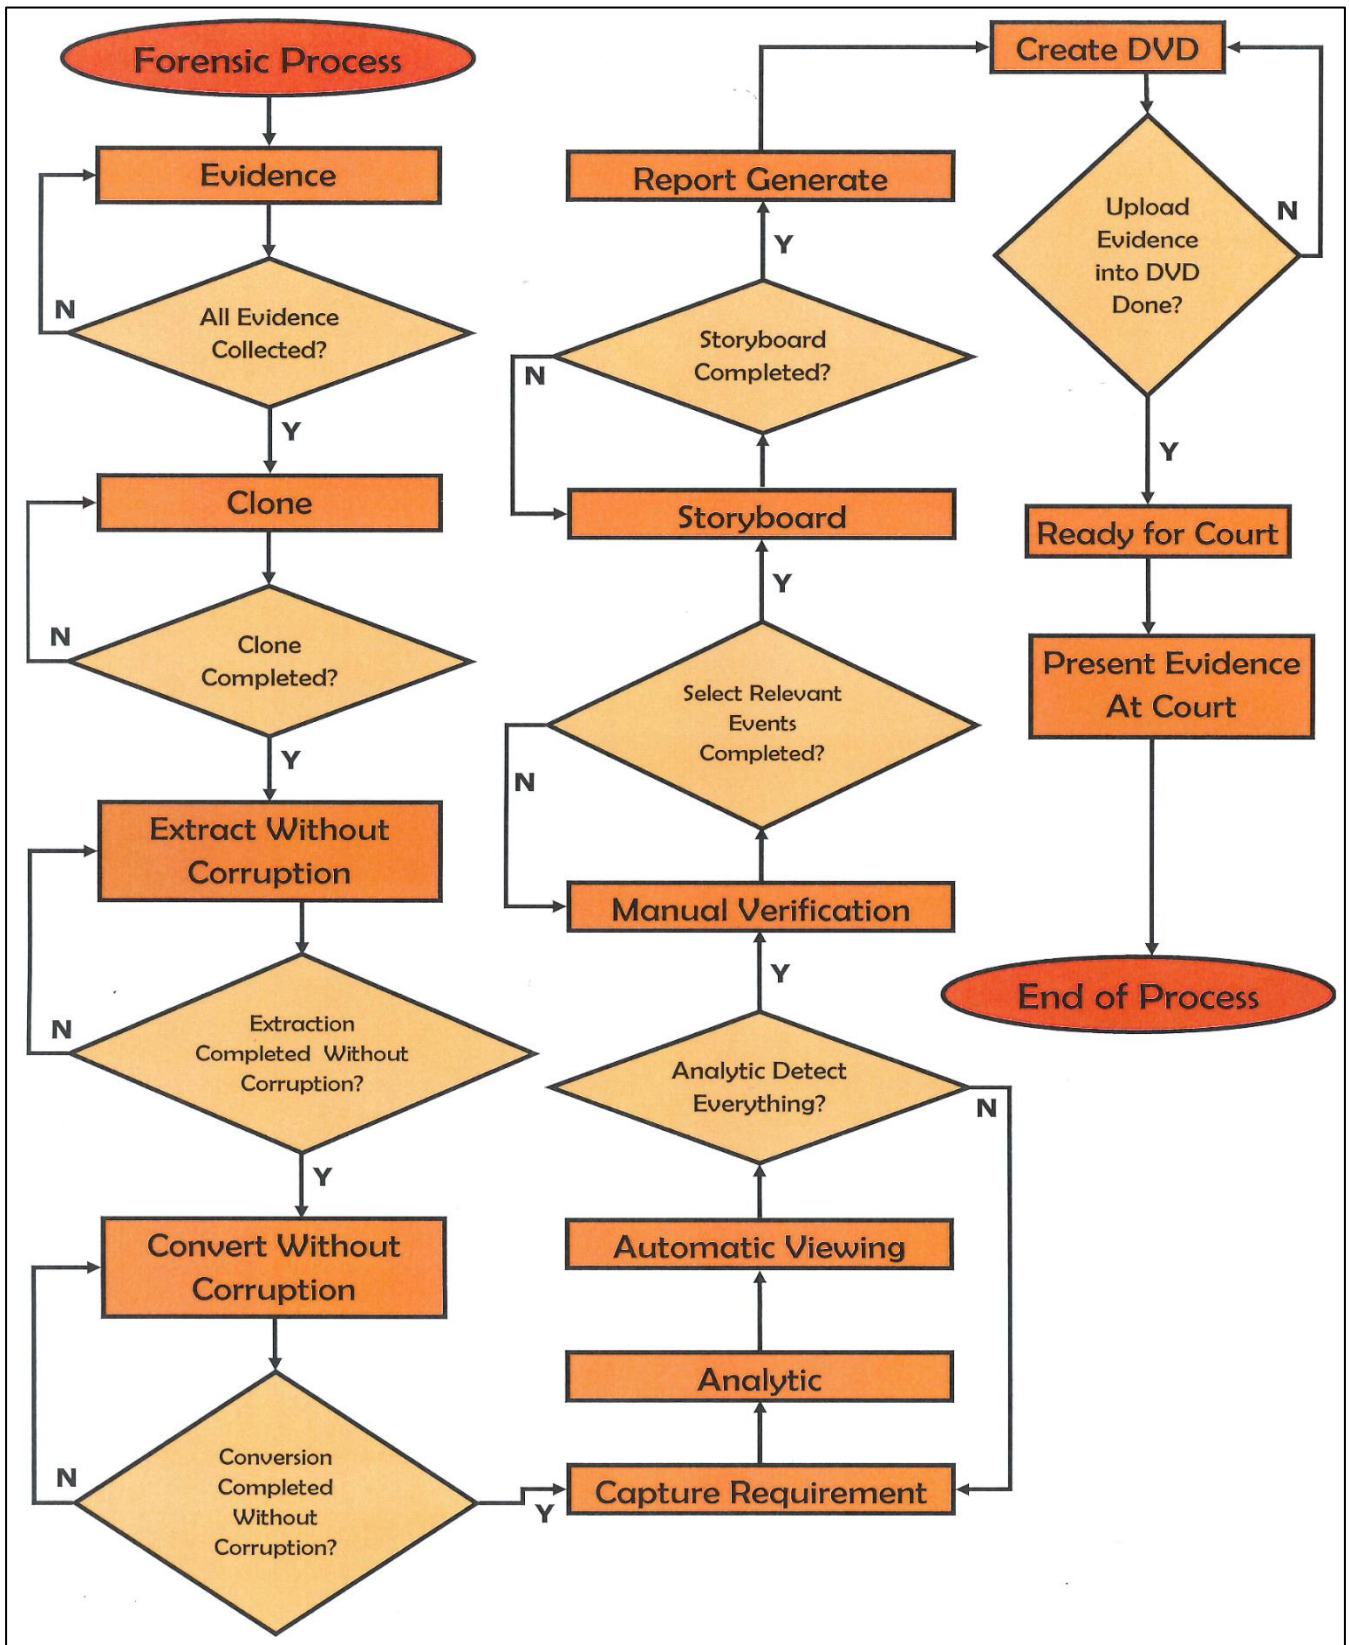 Forensic Process
Evidence
All Evidence
Collected?
N
Y
Clone
Clone
Completed?
N
Y
Extract Without
Corruption
Extraction
Completed Without
Corruption?
N
Y
Convert Without
Corruption
Conversion
Completed
Without
Corruption?
N
Y
Capture Requirement
Analytic
Automatic Viewing
Analytic Detect
Everything?
N
Y
Manual Verification
Select Relevant
Events
Completed?
N
Y
Storyboard
Storyboard
Completed?
N
Y
Report Generate
Create DVD
Upload
Evidence
into DVD
Done?
N
Y
Ready for Court
Present Evidence
At Court
End of Process